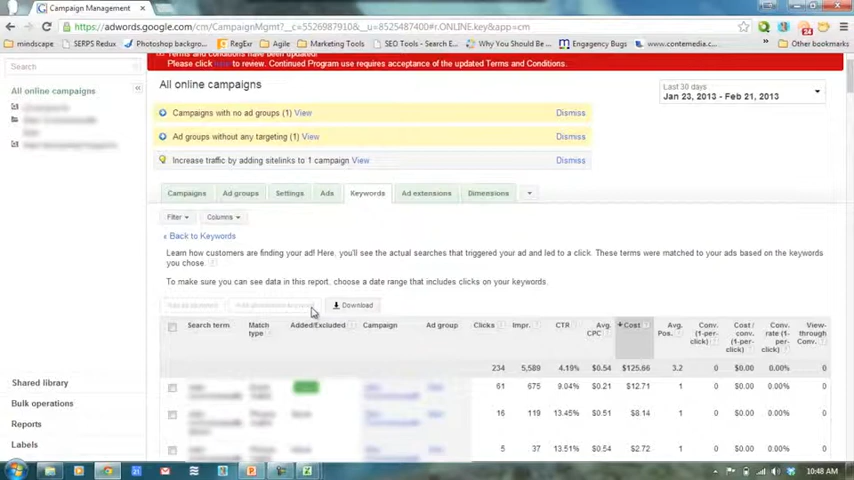 Campaign Management
https://adwords.google.com/cm/CampaignMgmt?__c=5526987910&__u=8525487400#r.ONLINE.key&app=cm
mindscape SERPS Redux Photoshop backgro... RegExr Agile Marketing Tools SEO Tools - Search E... Why You Should Be ... Engagency Bugs www.contemedia.com... Other bookmarks
Terms and Conditions have been updated!
Please click here to review. Continued Program use requires acceptance of the updated Terms and Conditions.
Search
All online campaigns
All online campaigns
Last 30 days
Jan 23, 2013 - Feb 21, 2013
Campaigns with no ad groups (1) View Dismiss
Ad groups without any targeting (1) View Dismiss
Increase traffic by adding sitelinks to 1 campaign View Dismiss
Campaigns Ad groups Settings Ads Keywords Ad extensions Dimensions
Filter Columns
« Back to Keywords
Learn how customers are finding your ad! Here, you'll see the actual searches that triggered your ad and led to a click. These terms were matched to your ads based on the keywords
you chose. ?
To make sure you can see data in this report, choose a date range that includes clicks on your keywords.
Add as keyword Download
Search term Match type Added/Excluded Campaign Ad group Clicks Impr. CTR Avg. CPC Cost Avg. Pos. Conv. (1-per-click) Cost / conv. (1-per-click) Conv. rate (1-per-click) View-through Conv.
234 5,589 4.19% $0.54 $125.66 3.2 0 $0.00 0.00% 0
61 675 9.04% $0.21 $12.71 1 0 $0.00 0.00% 0
16 119 13.45% $0.51 $8.14 1 0 $0.00 0.00% 0
5 37 13.51% $0.54 $2.72 1 0 $0.00 0.00% 0
Shared library
Bulk operations
Reports
Labels
10:48 AM